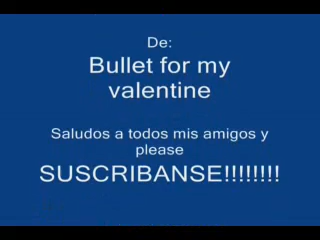 De:
Bullet for my
valentine
Saludos a todos mis amigos y
please
SUSCRIBANSE!!!!!!!!